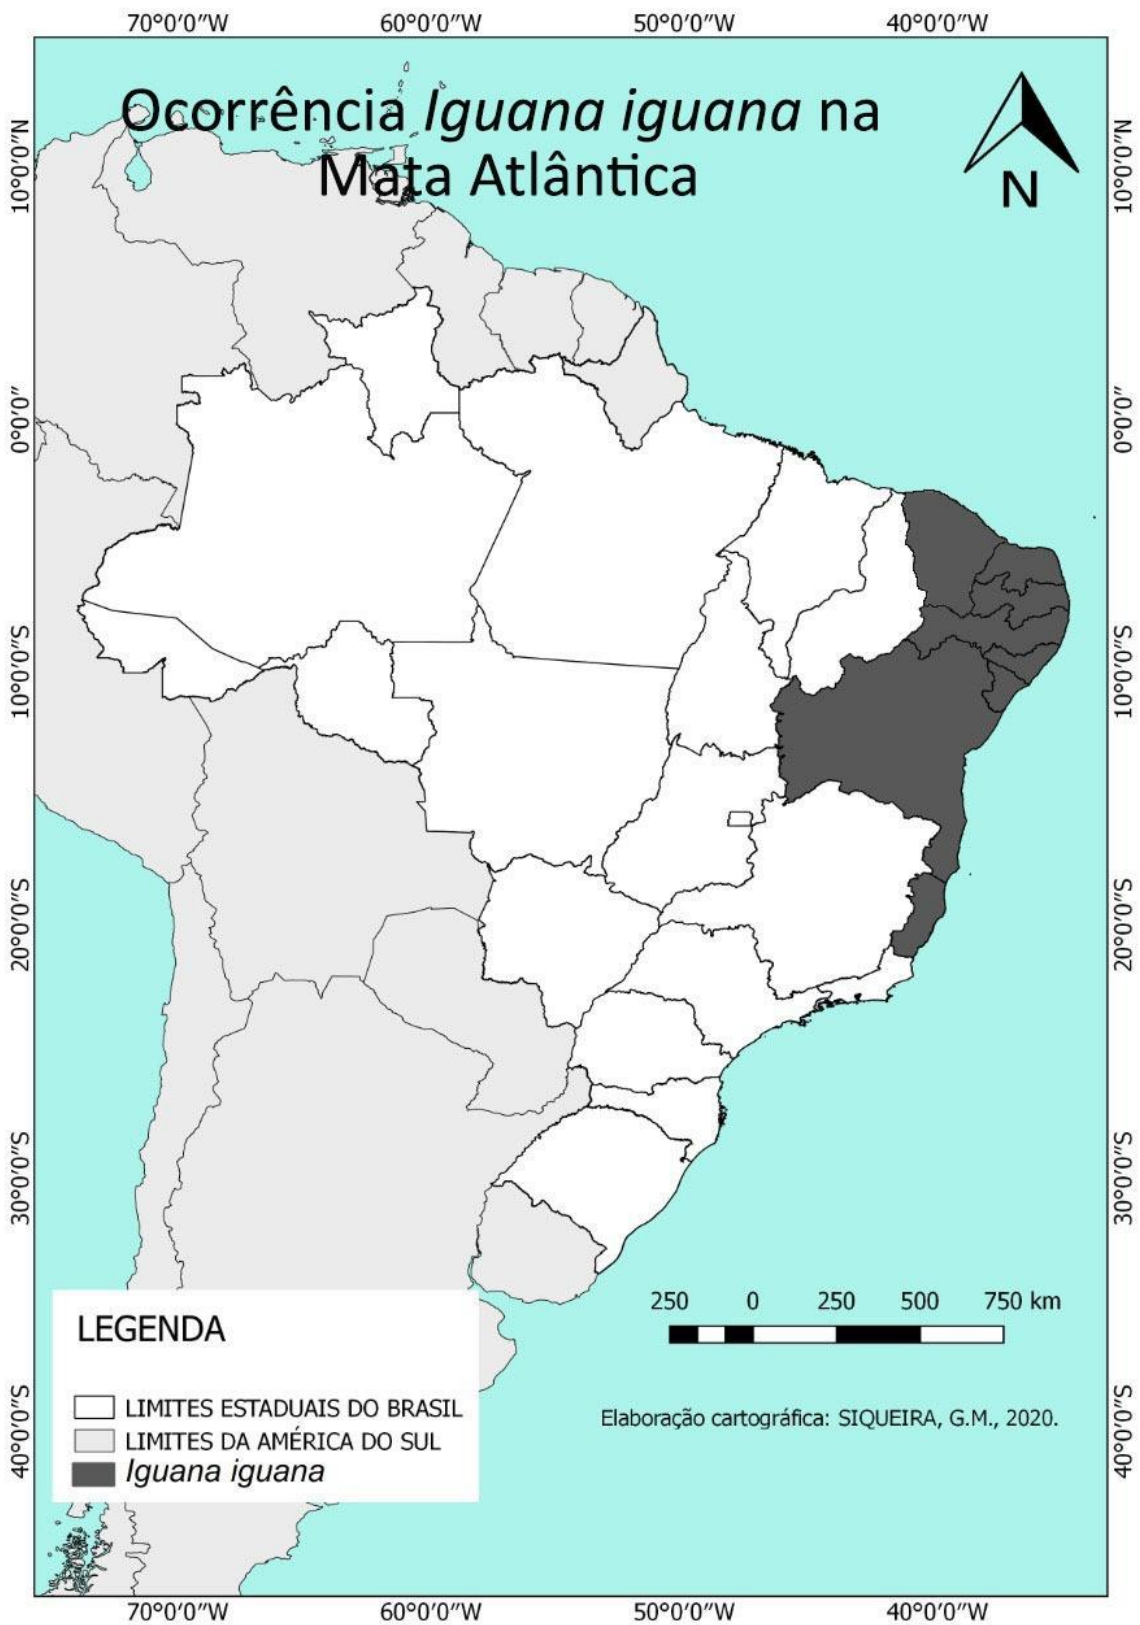 70°0'0"W 60°0'0"W 50°0'0"W 40°0'0"W
Ocorrência Iguana iguana na
Mata Atlântica
N
10°0'0"N 10°0'0"N
0°0'0" 0°0'0"
10°0'0"S 10°0'0"S
20°0'0"S 20°0'0"S
30°0'0"S 30°0'0"S
250 0 250 500 750 km
LEGENDA
LIMITES ESTADUAIS DO BRASIL
LIMITES DA AMÉRICA DO SUL
Iguana iguana
Elaboração cartográfica: SIQUEIRA, G.M., 2020.
40°0'0"S 40°0'0"S
70°0'0"W 60°0'0"W 50°0'0"W 40°0'0"W